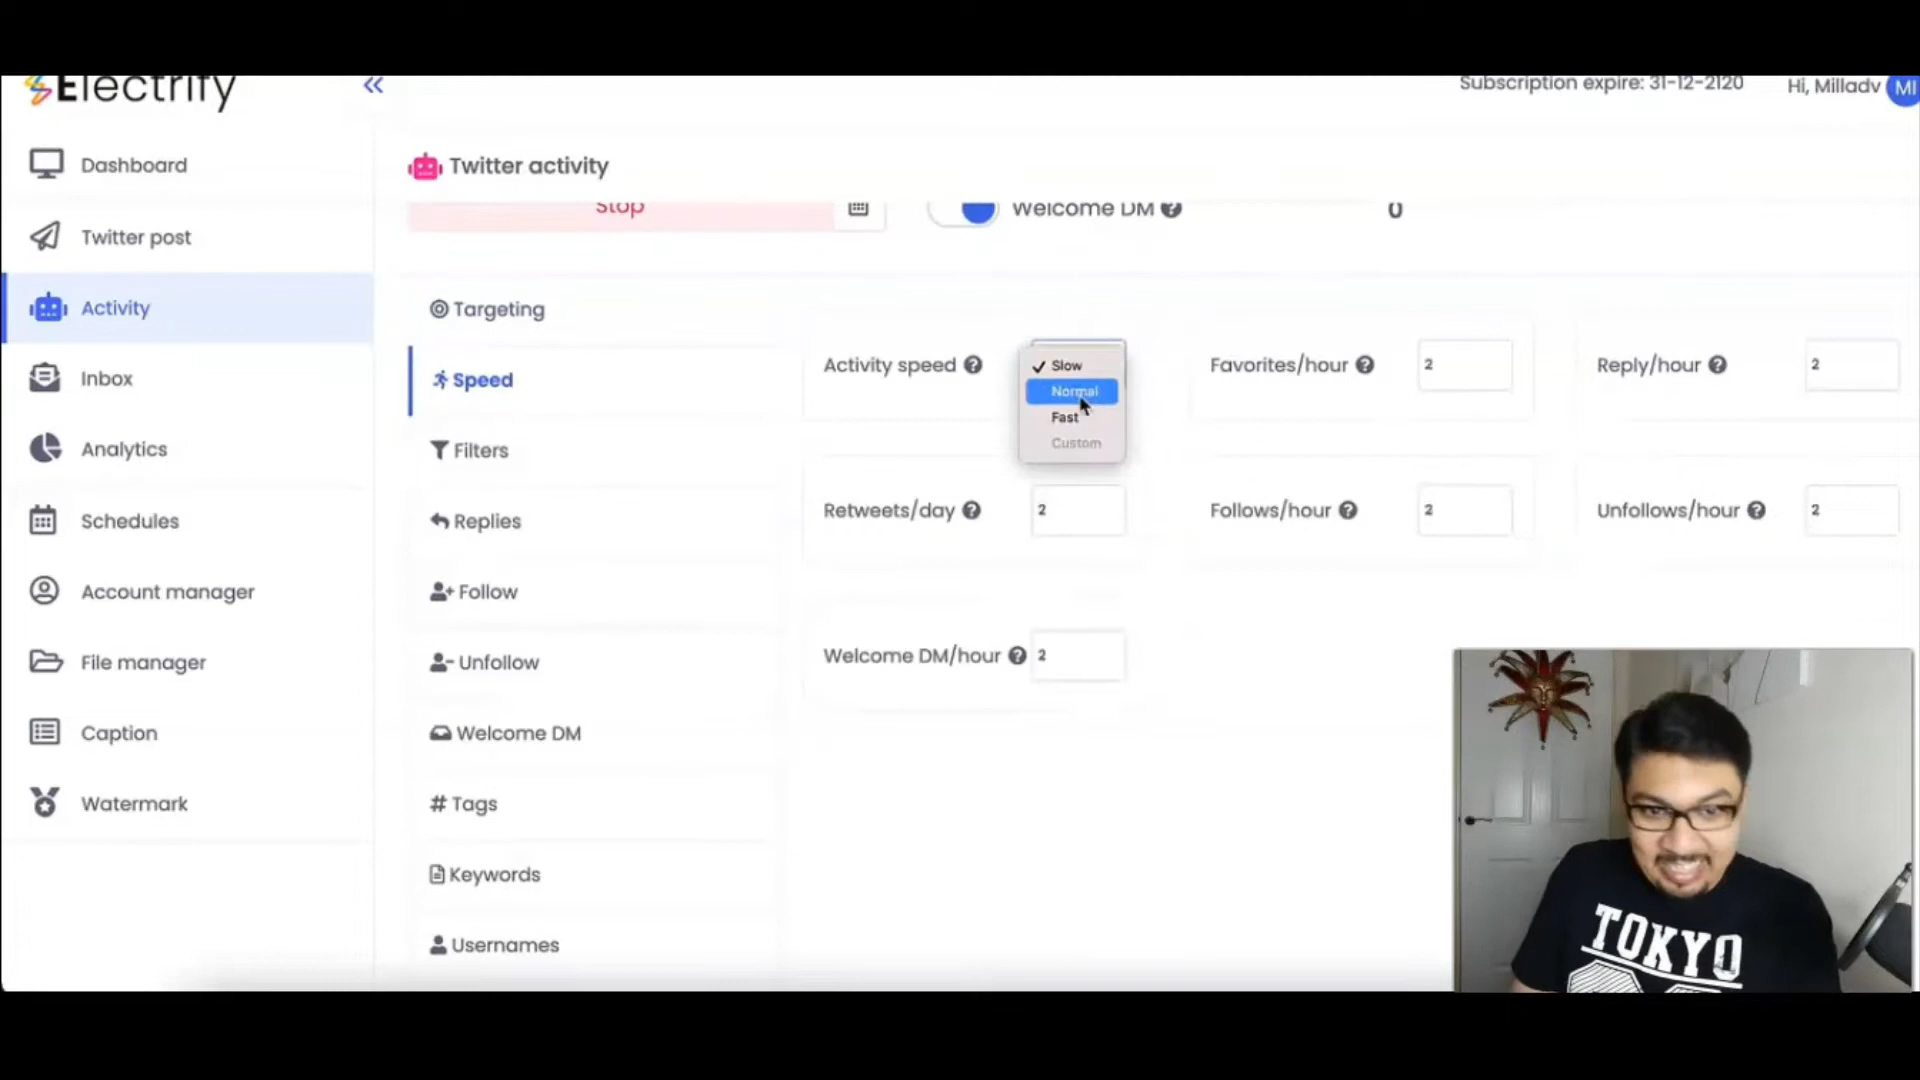 Electrify
Subscription expire: 31-12-2120
Hi, Milladv
MI
Dashboard
Twitter post
Activity
Inbox
Analytics
Schedules
Account manager
File manager
Caption
Watermark
Twitter activity
Stop
Welcome DM
0
Targeting
Speed
Filters
Replies
Follow
Unfollow
Welcome DM
# Tags
Keywords
Usernames
Activity speed
✓ Slow
Normal
Fast
Custom
Favorites/hour
2
Reply/hour
2
Retweets/day
2
Follows/hour
2
Unfollows/hour
2
Welcome DM/hour
2
TOKYO